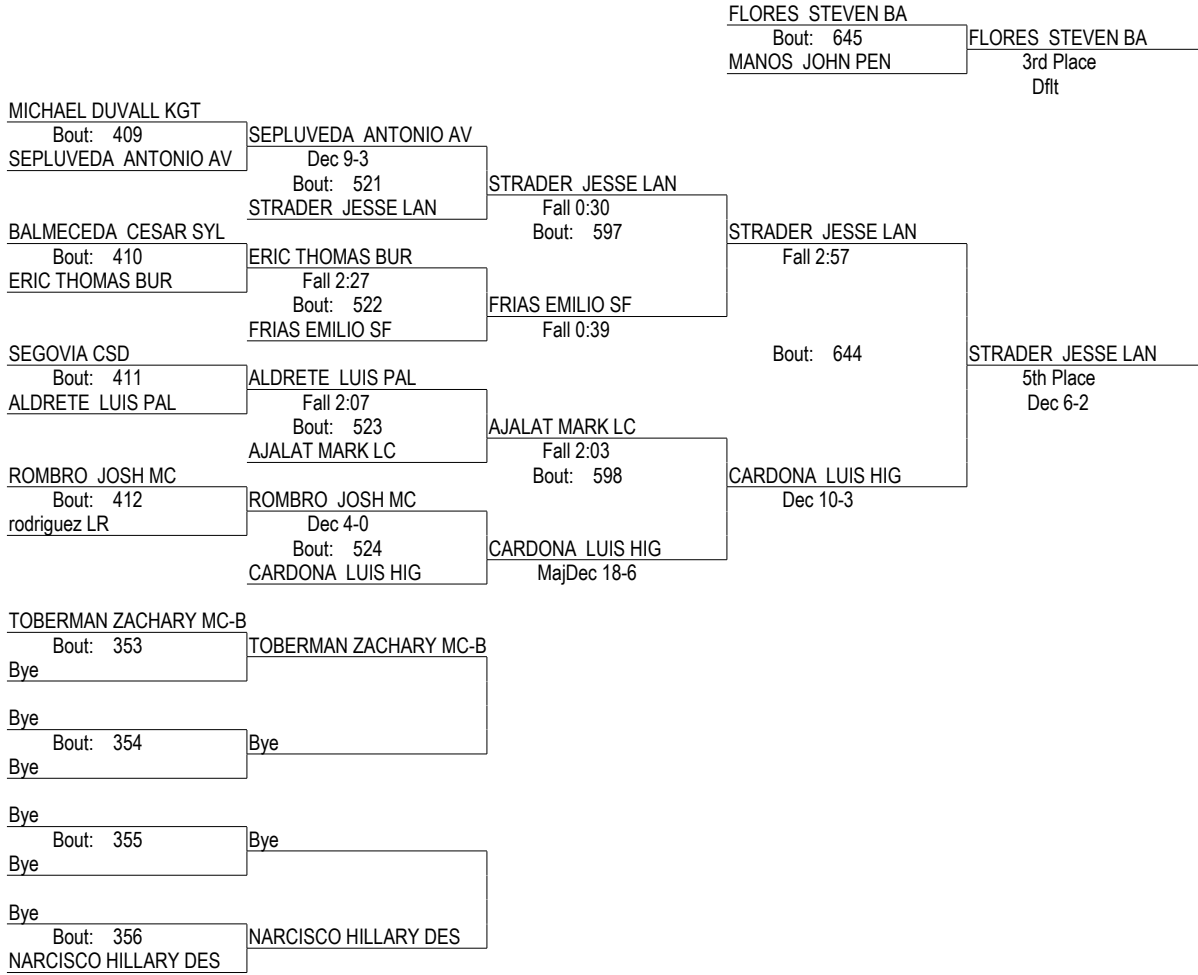 FLORES  STEVEN BA
Bout:   645
FLORES  STEVEN BA
MANOS  JOHN PEN
3rd Place
Dflt
MICHAEL DUVALL KGT
Bout:   409
SEPLUVEDA  ANTONIO AV
SEPLUVEDA  ANTONIO AV
Dec 9-3
Bout:   521
STRADER  JESSE LAN
STRADER  JESSE LAN
Fall 0:30
Bout:   597
BALMECEDA  CESAR SYL
Bout:   410
ERIC THOMAS BUR
ERIC THOMAS BUR
Fall 2:27
Bout:   522
FRIAS EMILIO SF
FRIAS EMILIO SF
Fall 0:39
STRADER  JESSE LAN
Fall 2:57
Bout:   644
STRADER  JESSE LAN
5th Place
Dec 6-2
SEGOVIA CSD
Bout:   411
ALDRETE  LUIS PAL
ALDRETE  LUIS PAL
Fall 2:07
Bout:   523
AJALAT MARK LC
AJALAT MARK LC
Fall 2:03
Bout:   598
CARDONA  LUIS HIG
Dec 10-3
ROMBRO  JOSH MC
Bout:   412
rodriguez LR
ROMBRO  JOSH MC
Dec 4-0
Bout:   524
CARDONA  LUIS HIG
CARDONA  LUIS HIG
MajDec 18-6
TOBERMAN ZACHARY MC-B
Bout:   353
Bye
TOBERMAN ZACHARY MC-B
Bye
Bout:   354
Bye
Bye
Bye
Bout:   355
Bye
Bye
Bye
Bout:   356
NARCISCO HILLARY DES
NARCISCO HILLARY DES